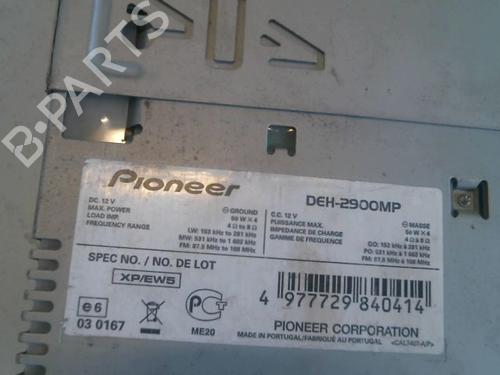 B-PARTS
Pioneer
DEH-2900MP
DC. 12 V
MAX. POWER
LOAD IMP.
FREQUENCY RANGE
GROUND
50 W X 4
4 Ω to 8 Ω
LW: 153 kHz to 281 kHz
MW: 531 kHz to 1 602 kHz
FM: 87,5 MHz to 108 MHz
C.C. 12 V
PUISSANCE MAX.
IMPEDANCE DE CHARGE
GAMME DE FREQUENCE
MASSE
50 W X 4
4 Ω à 8 Ω
GO: 153 kHz à 281 kHz
PO: 531 kHz à 1 602 kHz
FM: 87,5 MHz à 108 MHz
SPEC NO. / NO. DE LOT
XP/EW5
e6
03 0167
ME20
4 977729 840414
PIONEER CORPORATION
MADE IN PORTUGAL/FABRIQUÉ AU PORTUGAL